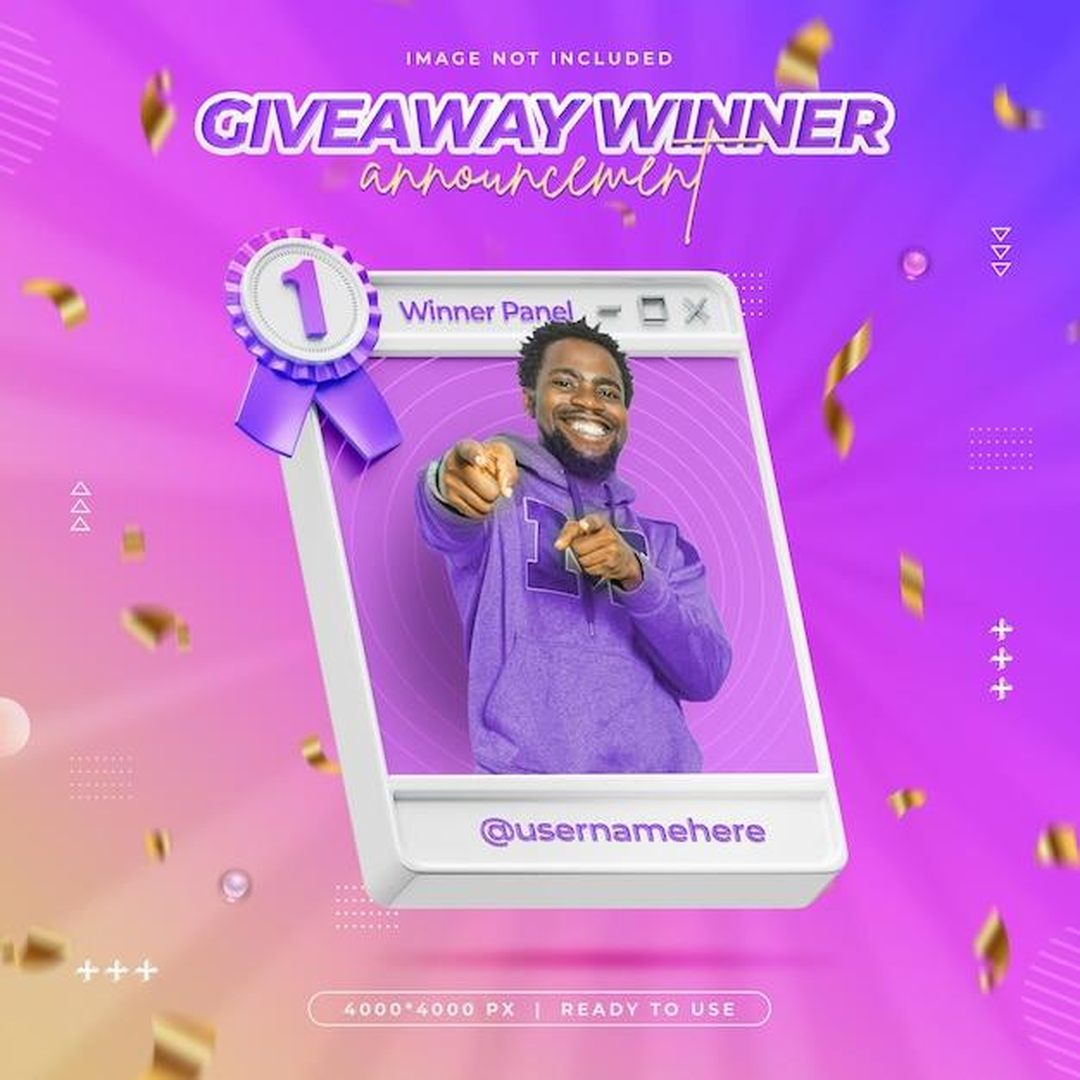 IMAGE NOT INCLUDED
GIVEAWAY WINNER
announcement
1
Winner Panel
@usernamehere
4000*4000 PX | READY TO USE